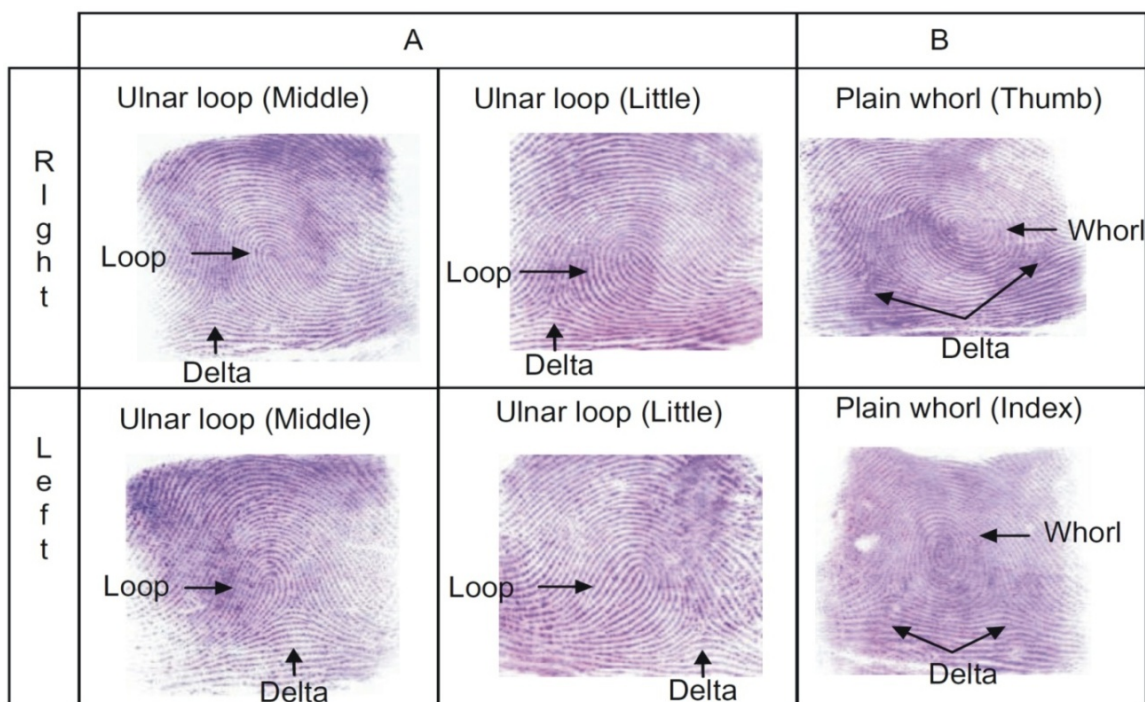 A
B
RIght
Ulnar loop (Middle)
Loop
Delta
Ulnar loop (Little)
Loop
Delta
Plain whorl (Thumb)
Whorl
Delta
Left
Ulnar loop (Middle)
Loop
Delta
Ulnar loop (Little)
Loop
Delta
Plain whorl (Index)
Whorl
Delta